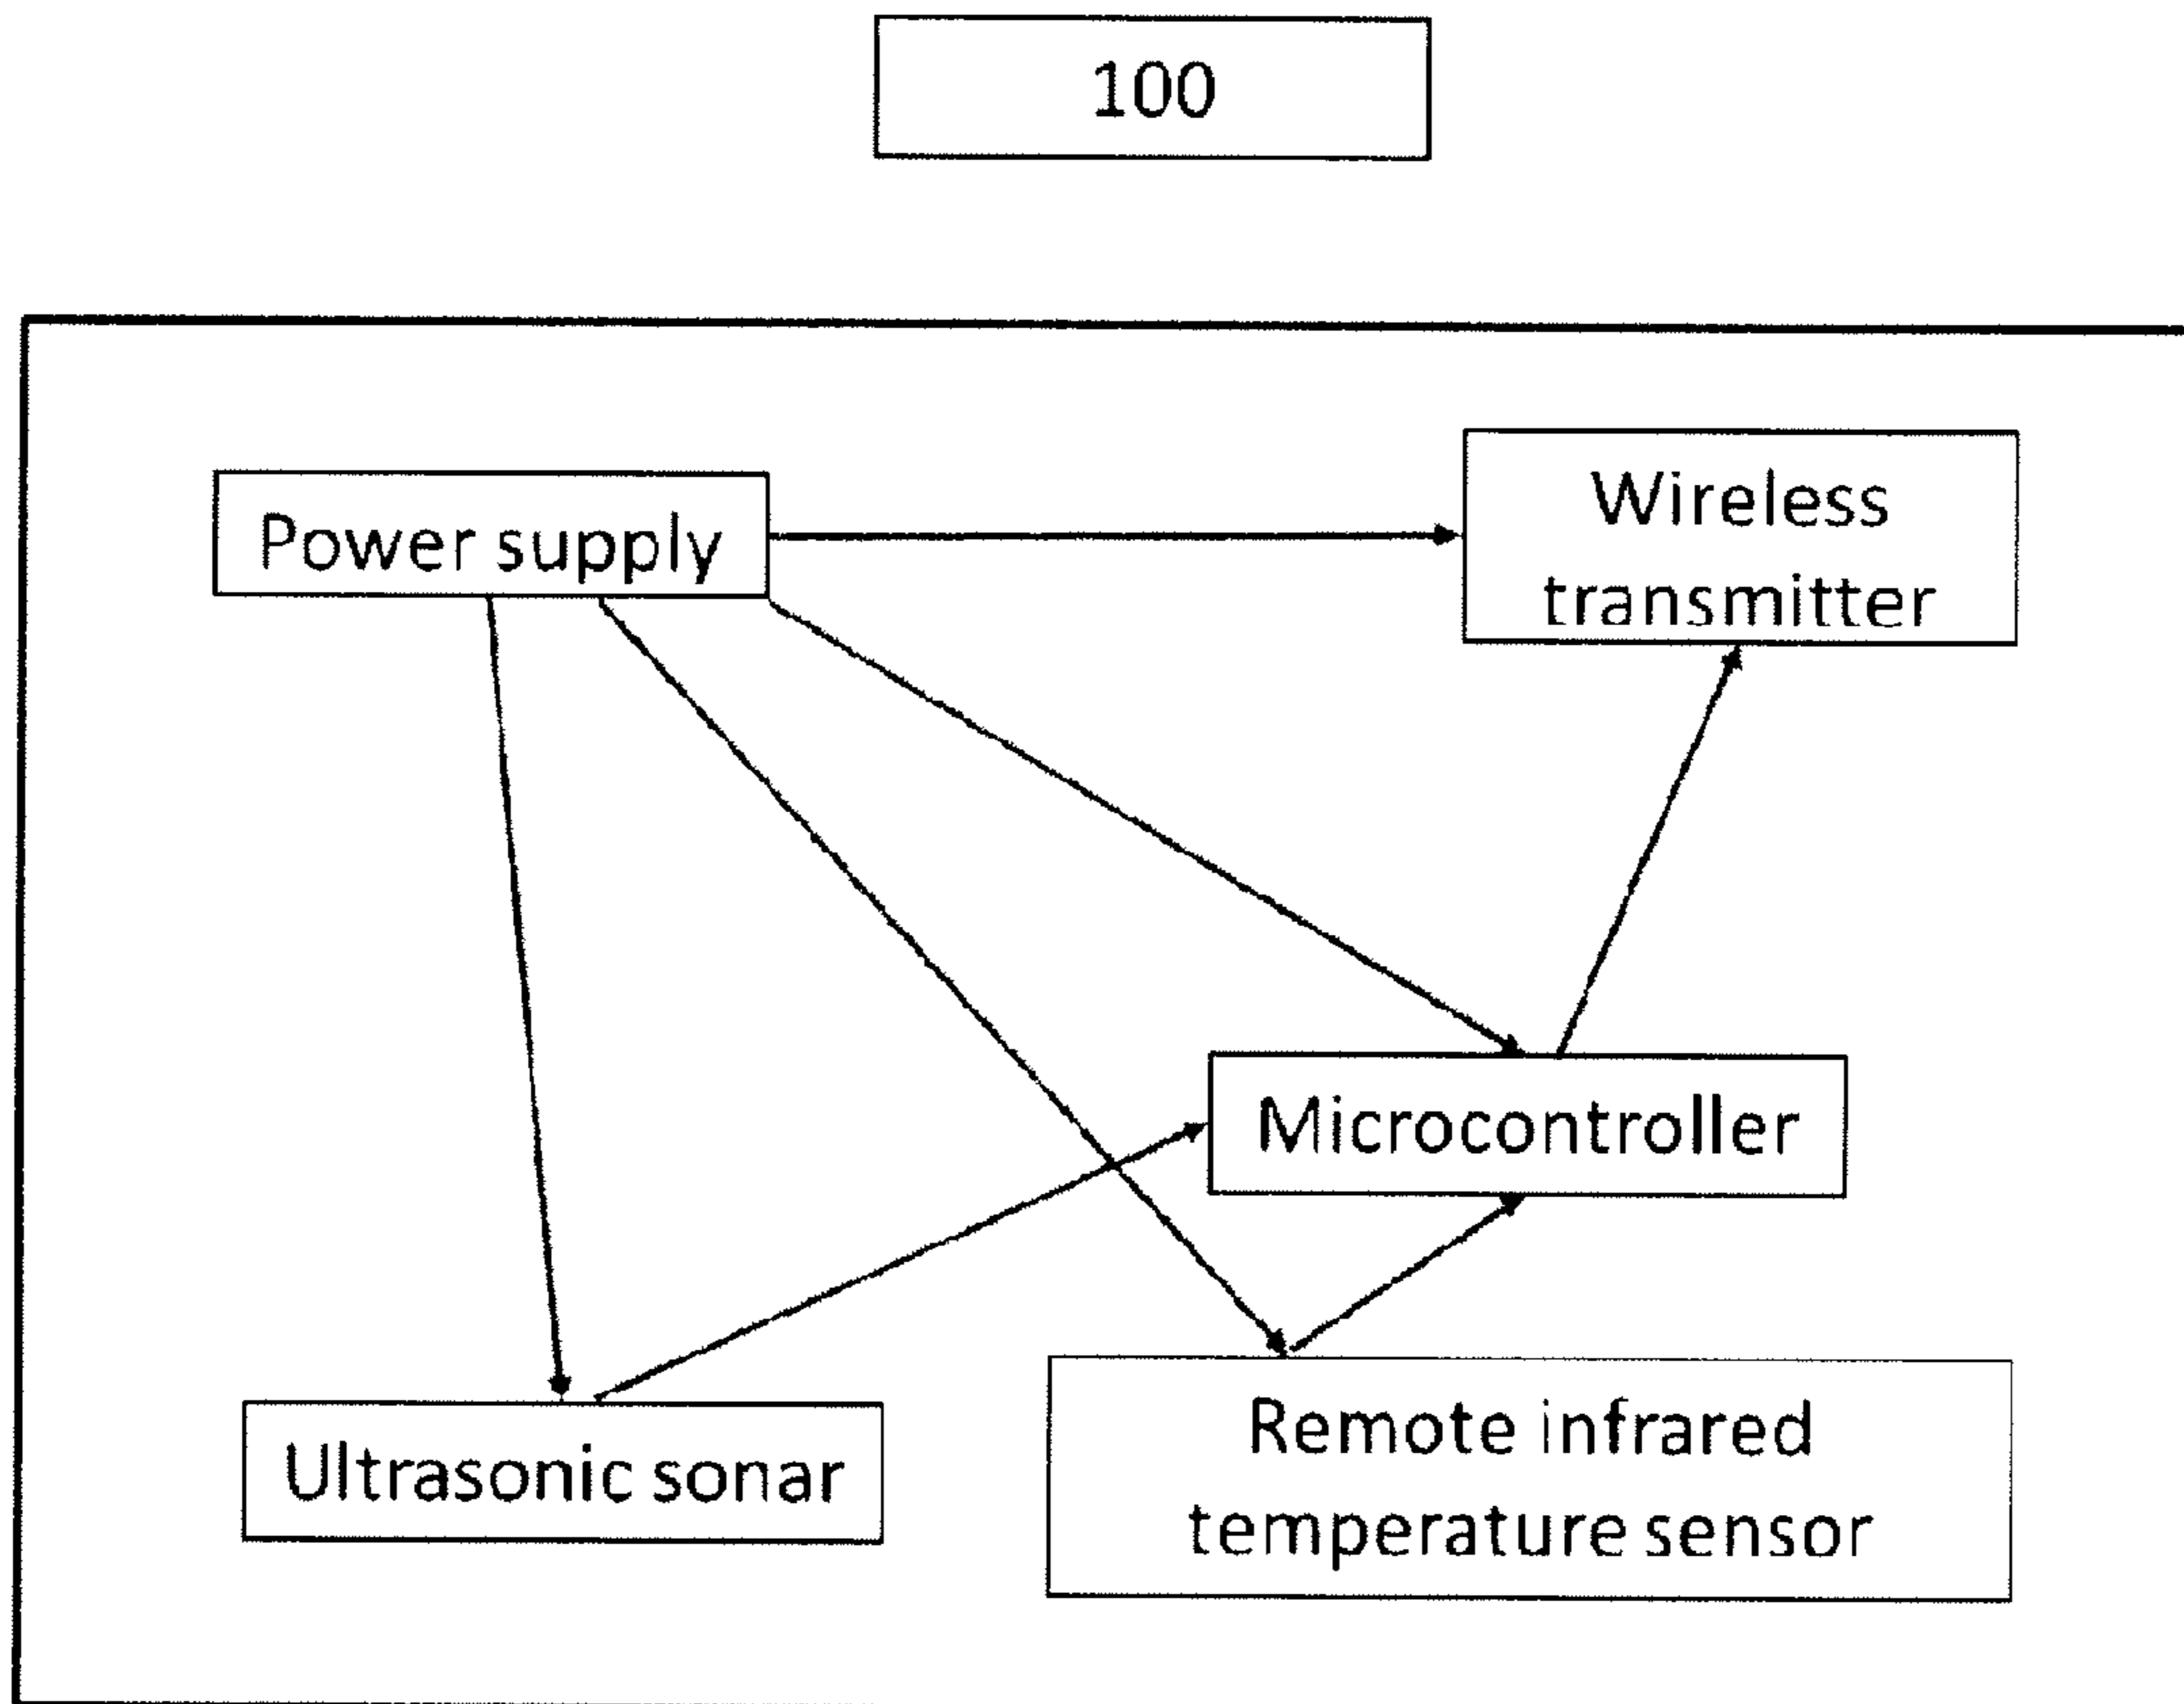 100
Power supply
Wireless
transmitter
Microcontroller
Ultrasonic sonar
Remote infrared
temperature sensor